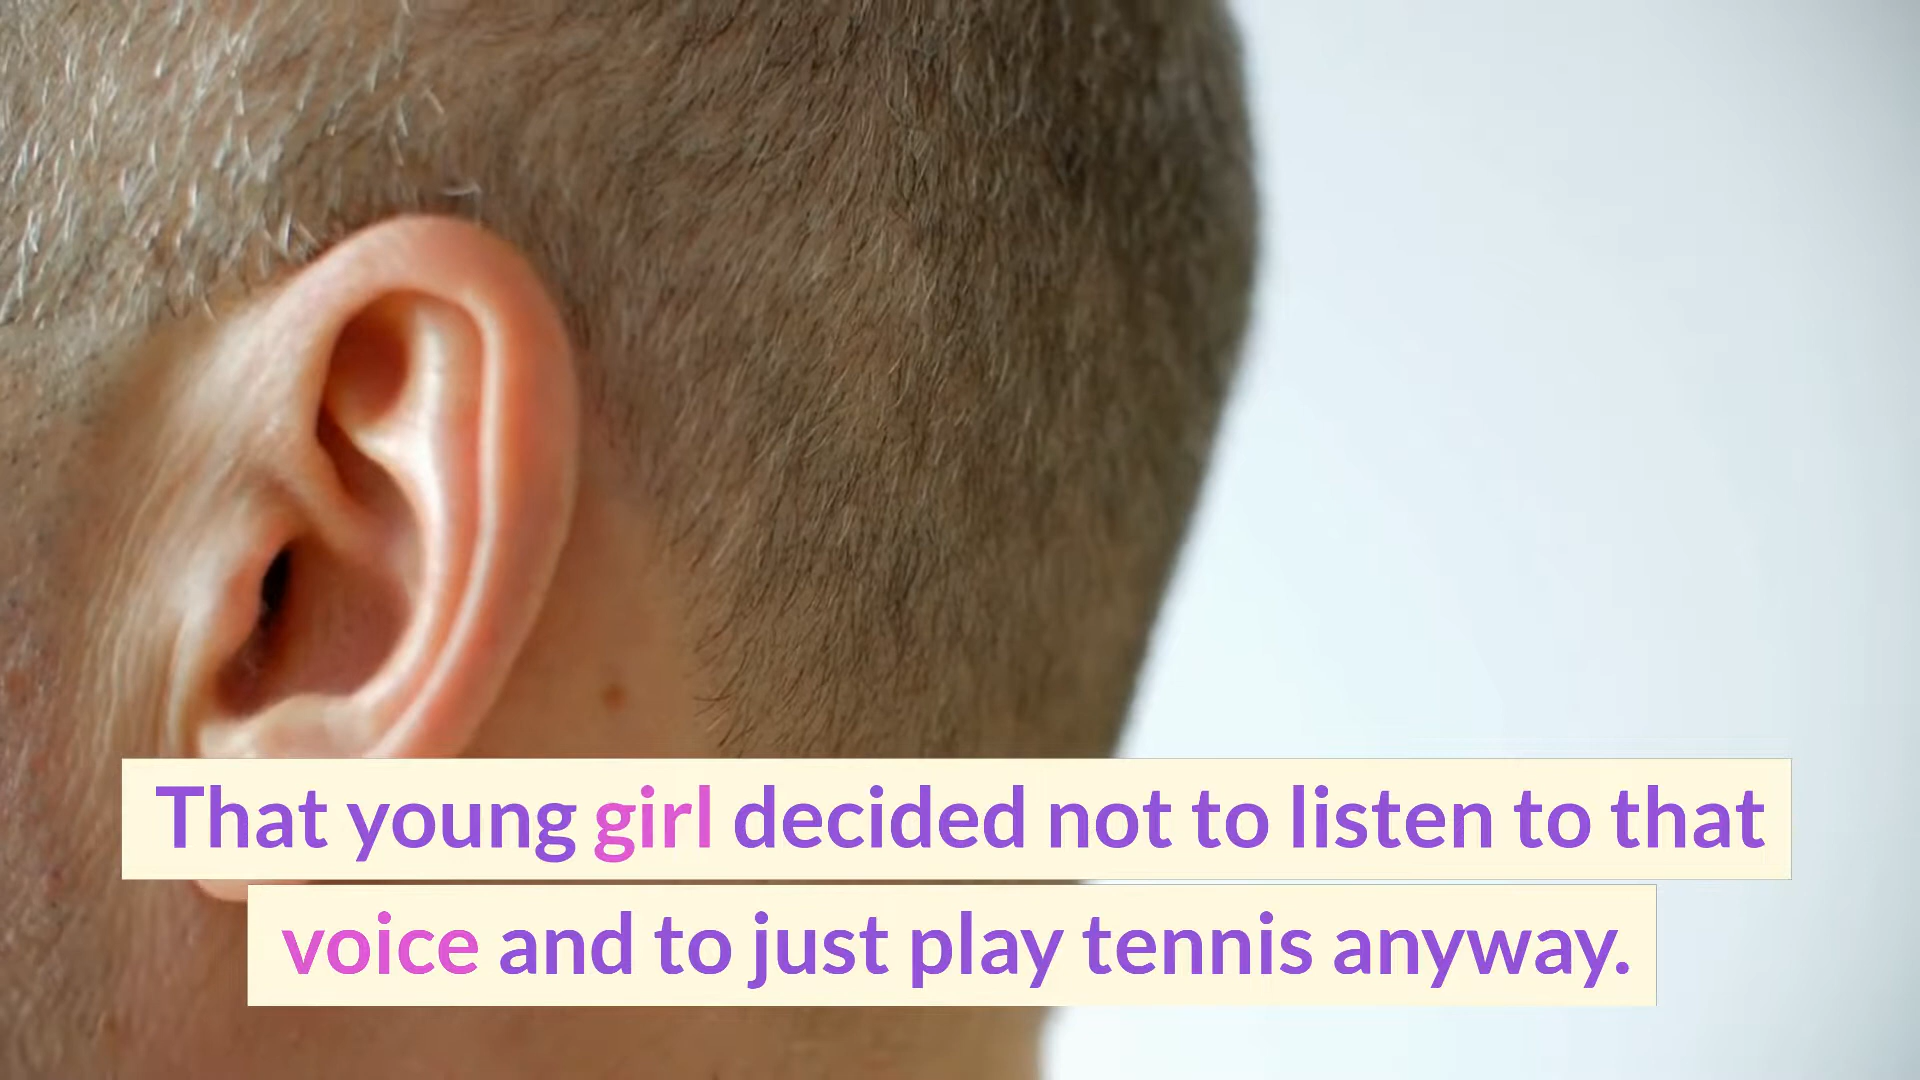 That young girl decided not to listen to that
voice and to just play tennis anyway.